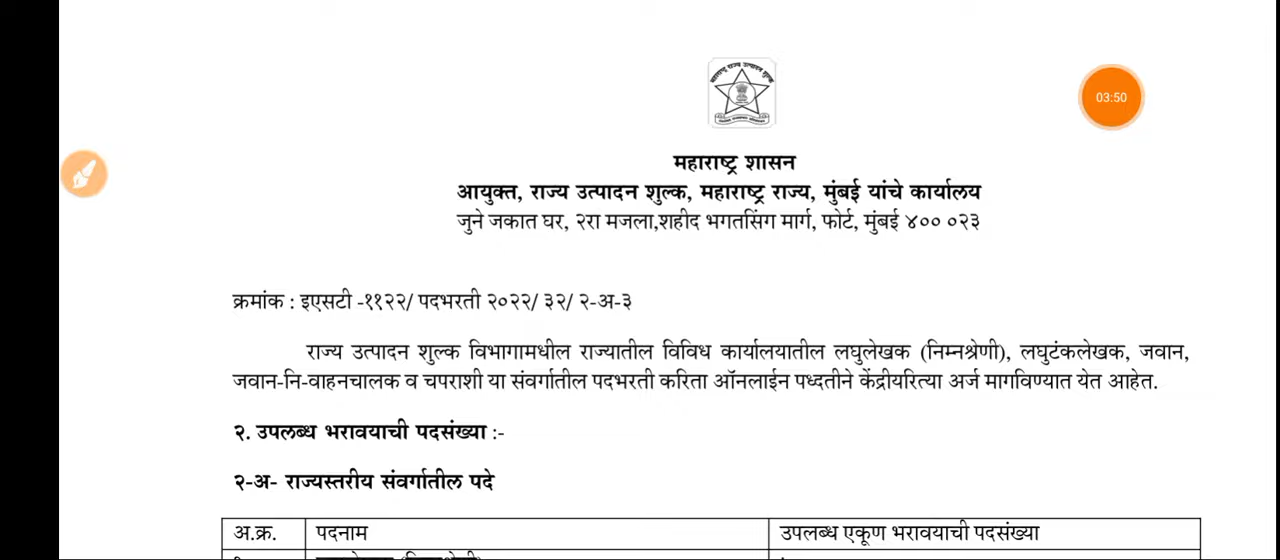 महाराष्ट्र राज्य उत्पादन शुल्क
03:50
महाराष्ट्र शासन
आयुक्त, राज्य उत्पादन शुल्क, महाराष्ट्र राज्य, मुंबई यांचे कार्यालय
जुने जकात घर, २रा मजला,शहीद भगतसिंग मार्ग, फोर्ट, मुंबई ४०० ०२३
क्रमांक : इएसटी -११२२/ पदभरती २०२२/ ३२/ २-अ-३
राज्य उत्पादन शुल्क विभागामधील राज्यातील विविध कार्यालयातील लघुलेखक (निम्नश्रेणी), लघुटंकलेखक, जवान,
जवान-नि-वाहनचालक व चपराशी या संवर्गातील पदभरती करिता ऑनलाईन पध्दतीने केंद्रीयरित्या अर्ज मागविण्यात येत आहेत.
२. उपलब्ध भरावयाची पदसंख्या :-
२-अ- राज्यस्तरीय संवर्गातील पदे
अ.क्र. पदनाम उपलब्ध एकूण भरावयाची पदसंख्या